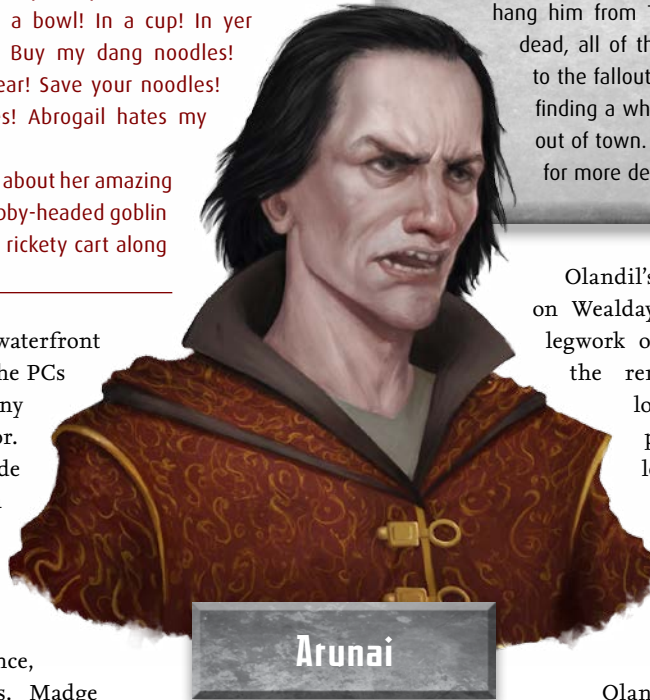 a bowl! In a cup! In yer
Buy my dang noodles!
ear! Save your noodles!
es! Abrogail hates my
about her amazing
bby-headed goblin
rickety cart along
waterfront
he PCs
ny
or.
de
nce,
s. Madge
hang him from
dead, all of th
to the fallout
finding a wh
out of town.
for more de
Olandil's
on Wealday
legwork o
the rer
lo
p
le
Olan
Arunai